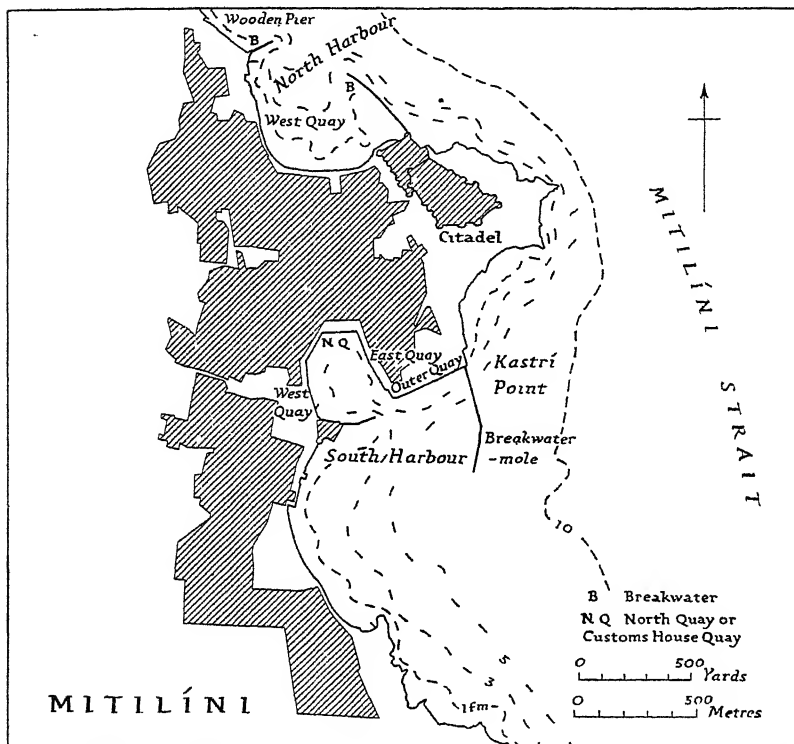 Wooden Pier
B
North Harbour
B
West Quay
Citadel
MITILÍNI STRAIT
N Q
East Quay
Outer Quay
Kastrí
Point
West
Quay
South Harbour
Breakwater
-mole
10
B Breakwater
N Q North Quay or
Customs House Quay
0 500 Yards
0 500 Metres
5
3
1fm-
MITILÍNI